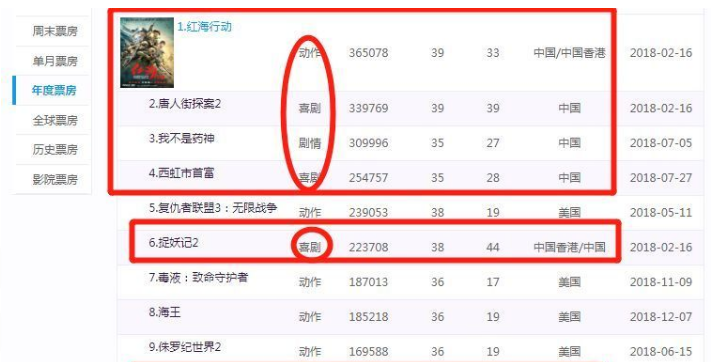 周末票房
单月票房
年度票房
全球票房
历史票房
影院票房
1.红海行动 动作 365078 39 33 中国/中国香港 2018-02-16
2.唐人街探案2 喜剧 339769 39 39 中国 2018-02-16
3.我不是药神 剧情 309996 35 27 中国 2018-07-05
4.西虹市首富 喜剧 254757 35 28 中国 2018-07-27
5.复仇者联盟3：无限战争 动作 239053 38 19 美国 2018-05-11
6.捉妖记2 喜剧 223708 38 44 中国香港/中国 2018-02-16
7.毒液：致命守护者 动作 187013 36 17 美国 2018-11-09
8.海王 动作 185218 36 19 美国 2018-12-07
9.侏罗纪世界2 动作 169588 36 19 美国 2018-06-15